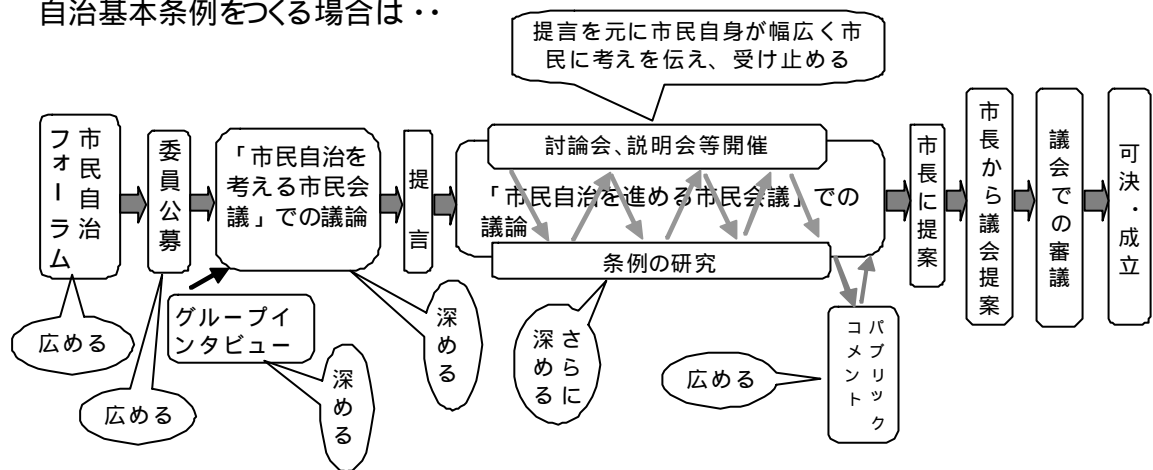 自治基本条例をつくる場合は・・
提言を元に市民自身が幅広く市
民に考えを伝え、受け止める
市民自治
フォーラム
委員公募
「市民自治を
考える市民会
議」での議論
提言
討論会、説明会等開催
「市民自治を進める市民会議」での
議論
条例の研究
市長に提案
市長から議会提案
議会での審議
可決・成立
広める
広める
グループイ
ンタビュー
深める
深める
さらに
深める
広める
パブリック
コメント